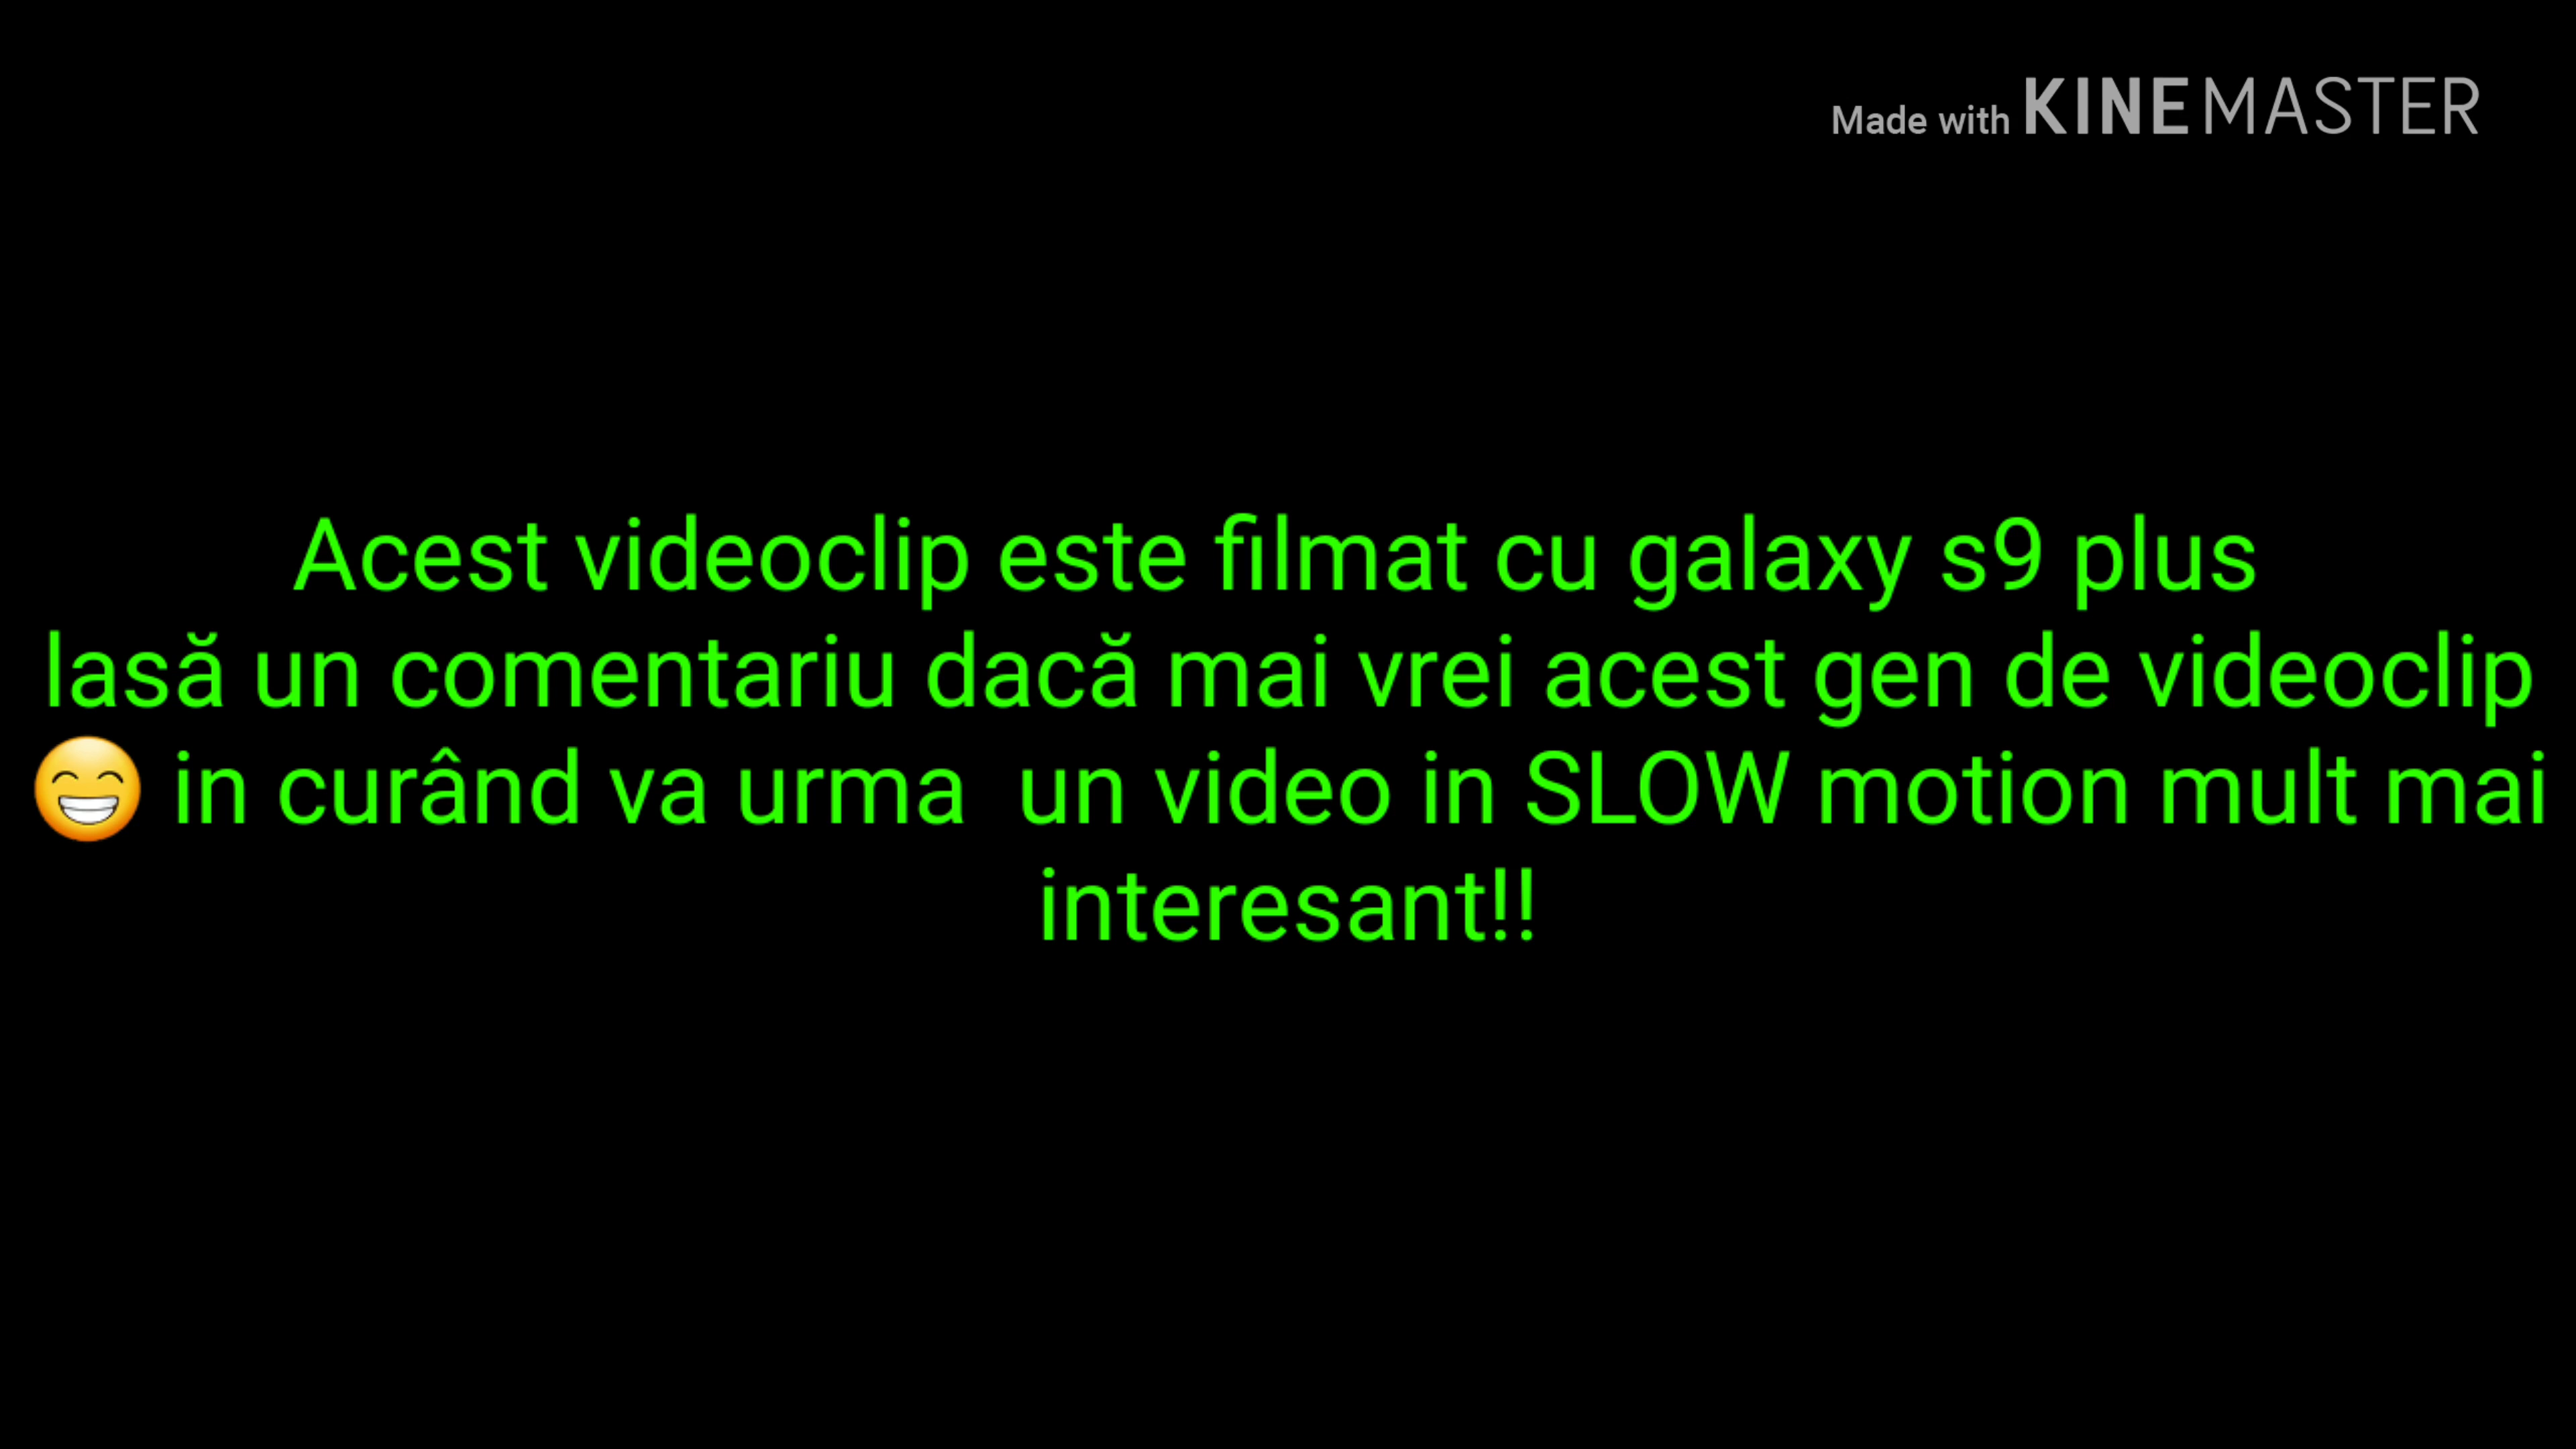 Made with KINEMASTER
Acest videoclip este filmat cu galaxy s9 plus
lasă un comentariu dacă mai vrei acest gen de videoclip
😁 in curând va urma  un video in SLOW motion mult mai
interesant!!